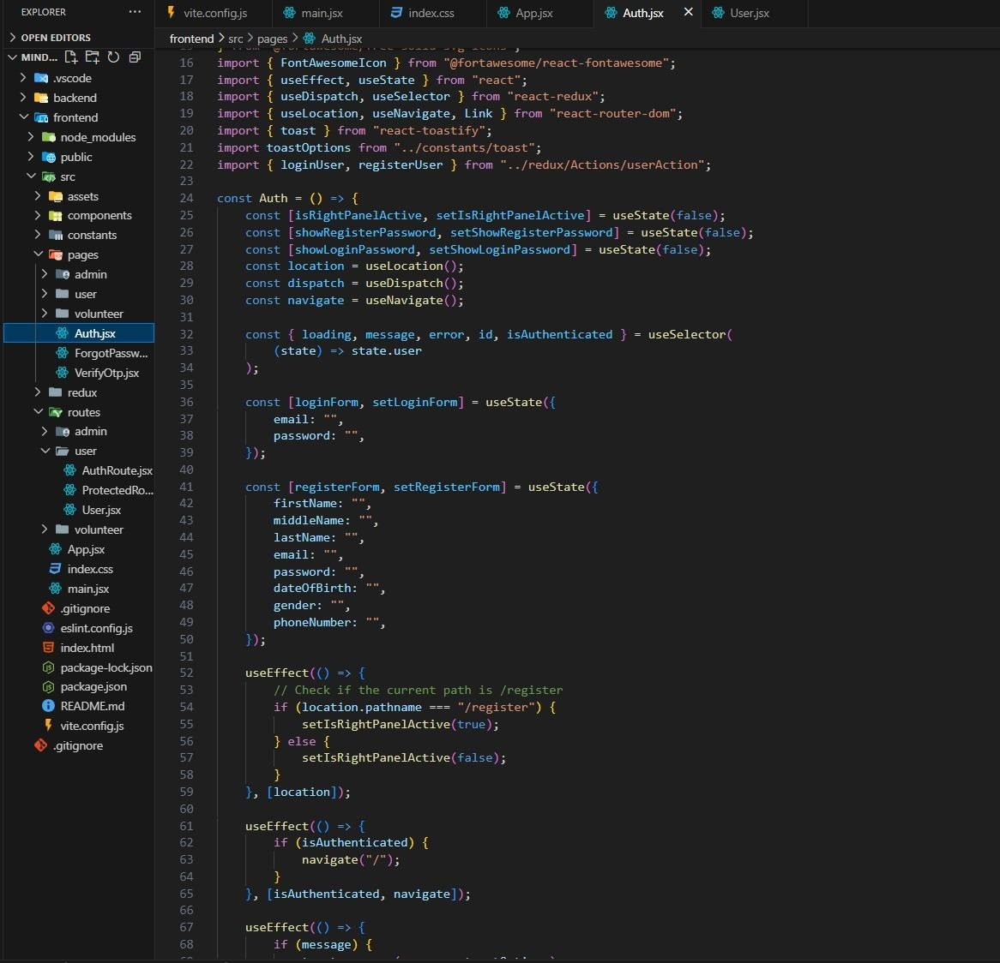 EXPLORER
OPEN EDITORS
MIND...
.vscode
backend
frontend
node_modules
public
src
assets
components
constants
pages
admin
user
volunteer
Auth.jsx
ForgotPassw...
VerifyOtp.jsx
redux
routes
admin
user
AuthRoute.jsx
ProtectedRo...
User.jsx
volunteer
App.jsx
index.css
main.jsx
.gitignore
eslint.config.js
index.html
package-lock.json
package.json
README.md
vite.config.js
.gitignore
vite.config.js main.jsx index.css App.jsx Auth.jsx User.jsx
frontend > src > pages > Auth.jsx
16 import { FontAwesomeIcon } from "@fortawesome/react-fontawesome";
17 import { useEffect, useState } from "react";
18 import { useDispatch, useSelector } from "react-redux";
19 import { useLocation, useNavigate, Link } from "react-router-dom";
20 import { toast } from "react-toastify";
21 import toastOptions from "../constants/toast";
22 import { loginUser, registerUser } from "../redux/Actions/userAction";
23
24 const Auth = () => {
25 const [isRightPanelActive, setIsRightPanelActive] = useState(false);
26 const [showRegisterPassword, setShowRegisterPassword] = useState(false);
27 const [showLoginPassword, setShowLoginPassword] = useState(false);
28 const location = useLocation();
29 const dispatch = useDispatch();
30 const navigate = useNavigate();
31
32 const { loading, message, error, id, isAuthenticated } = useSelector(
33 (state) => state.user
34 );
35
36 const [loginForm, setLoginForm] = useState({
37 email: "",
38 password: "",
39 });
40
41 const [registerForm, setRegisterForm] = useState({
42 firstName: "",
43 middleName: "",
44 lastName: "",
45 email: "",
46 password: "",
47 dateOfBirth: "",
48 gender: "",
49 phoneNumber: "",
50 });
51
52 useEffect(() => {
53 // Check if the current path is /register
54 if (location.pathname === "/register") {
55 setIsRightPanelActive(true);
56 } else {
57 setIsRightPanelActive(false);
58 }
59 }, [location]);
60
61 useEffect(() => {
62 if (isAuthenticated) {
63 navigate("/");
64 }
65 }, [isAuthenticated, navigate]);
66
67 useEffect(() => {
68 if (message) {